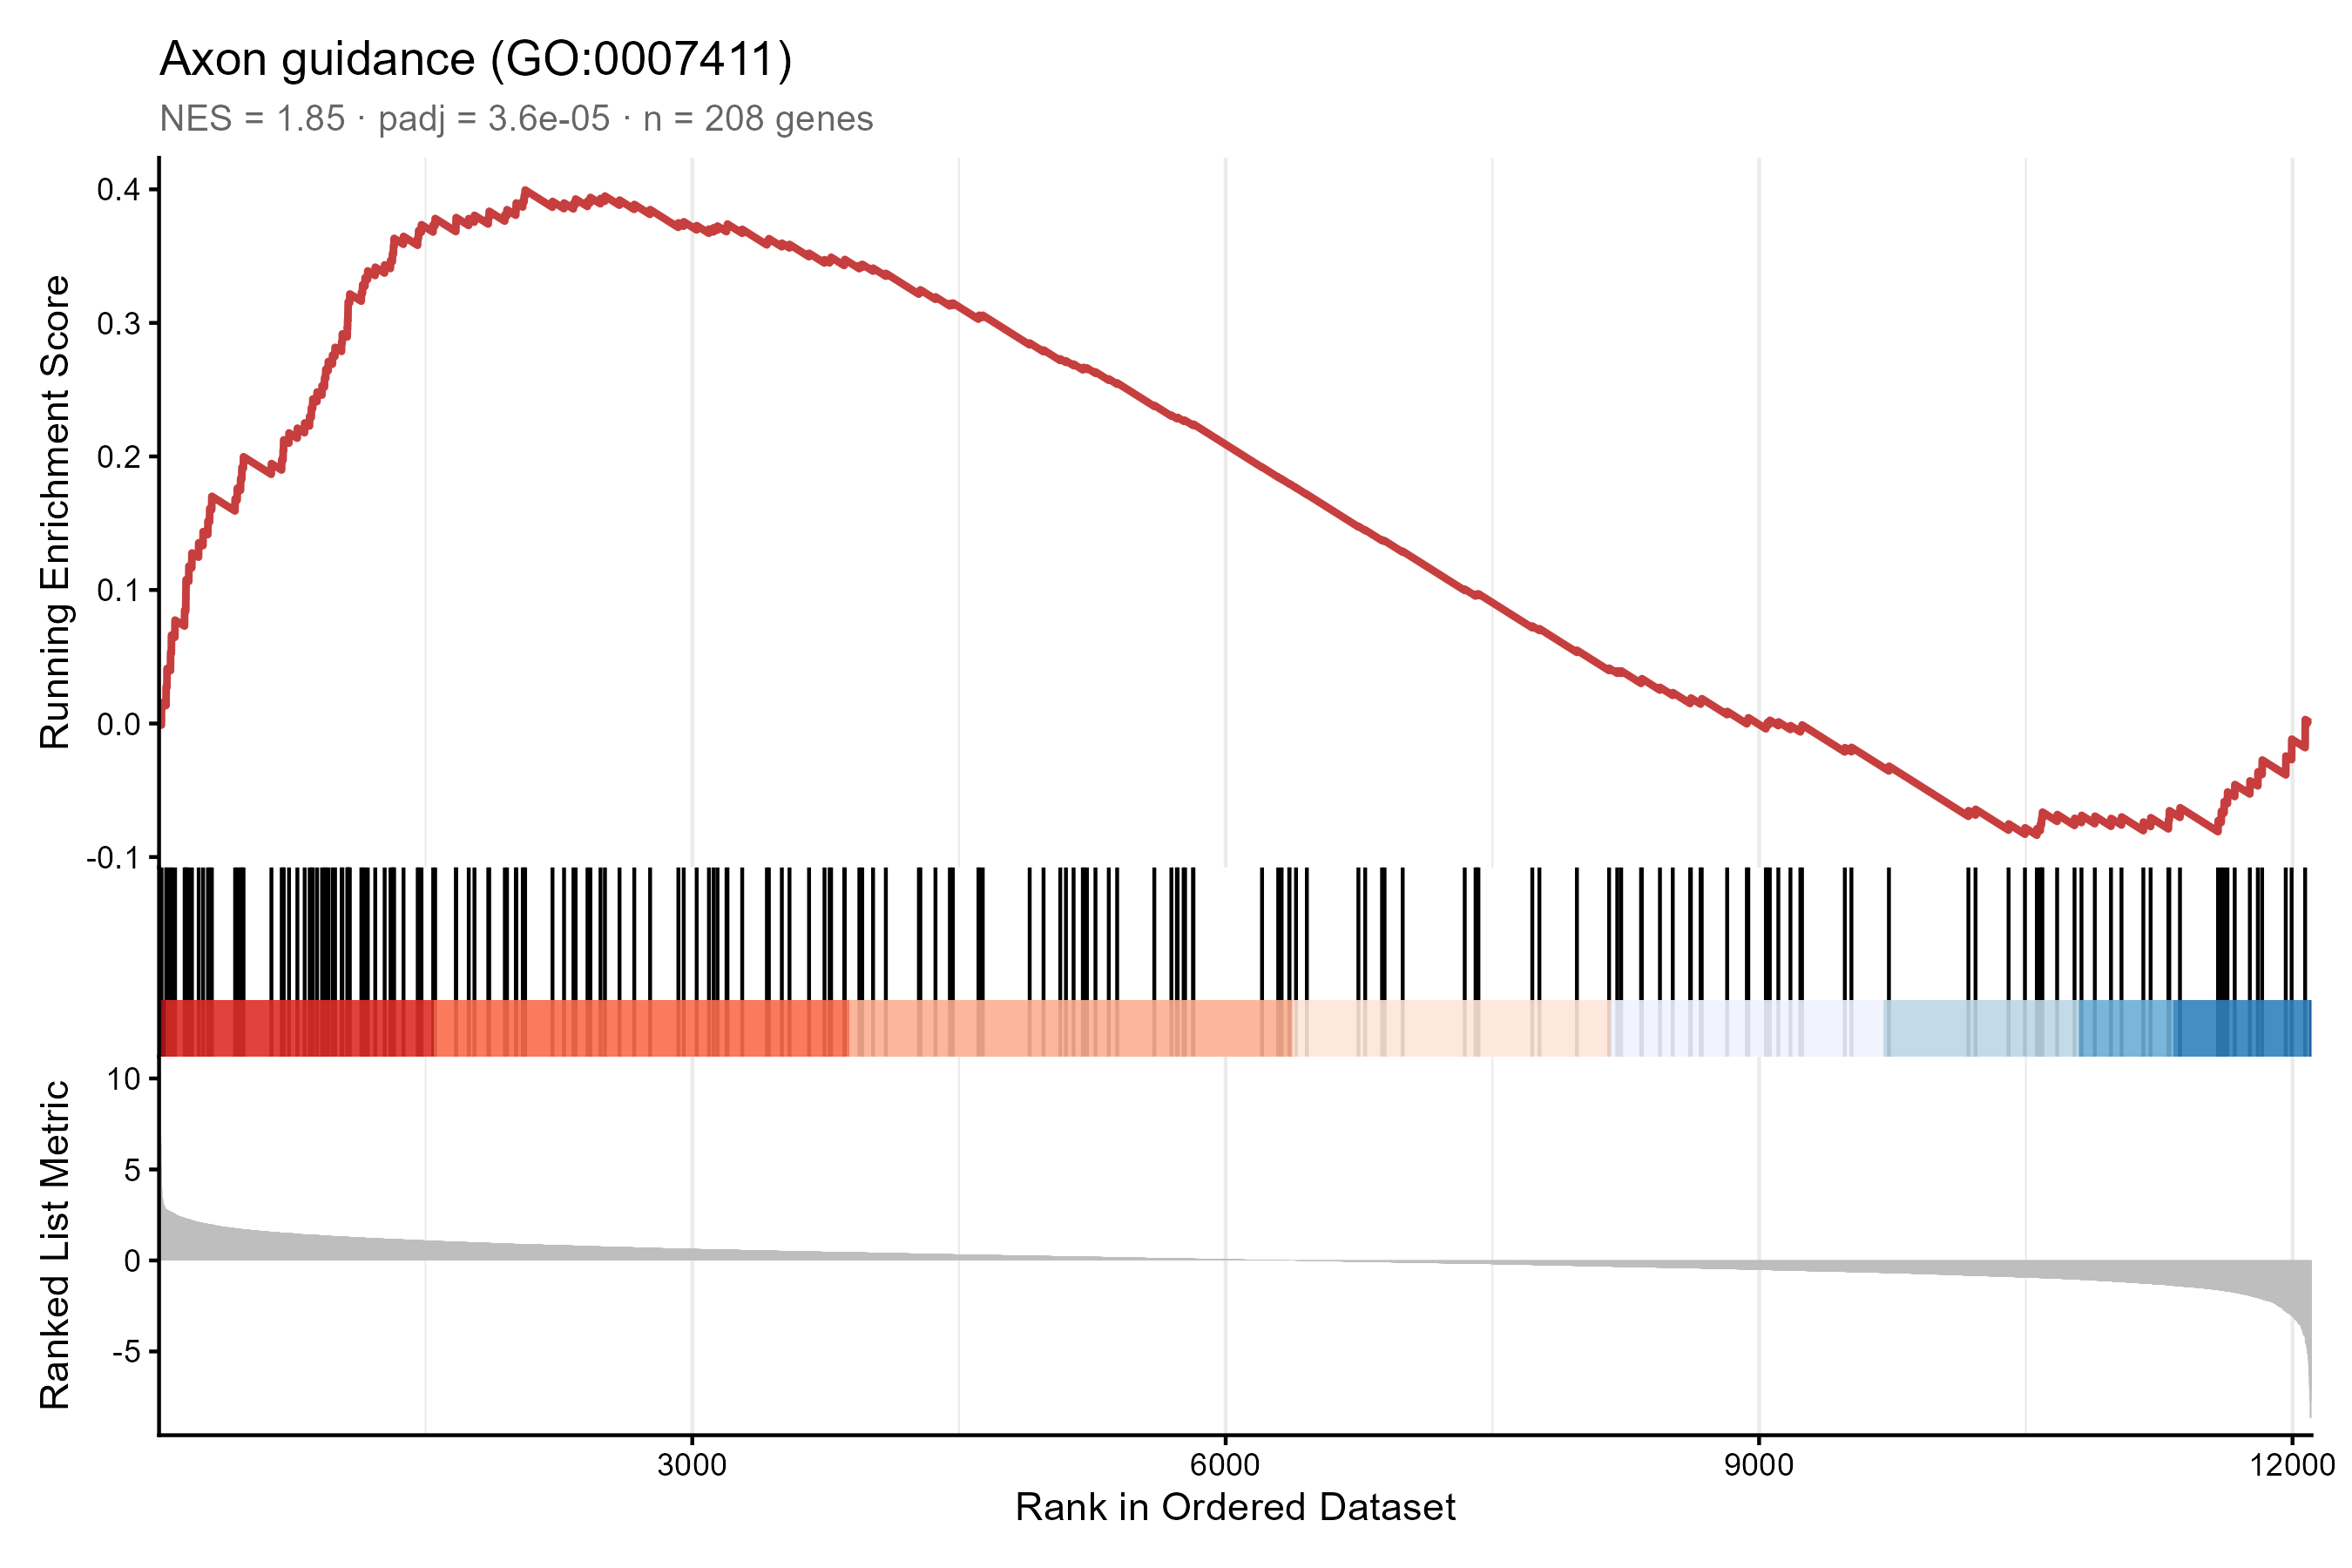 Axon guidance (GO:0007411)
NES = 1.85 · padj = 3.6e-05 · n = 208 genes
Running Enrichment Score
0.4
0.3
0.2
0.1
0.0
-0.1
Ranked List Metric
10
5
0
-5
3000
6000
9000
12000
Rank in Ordered Dataset